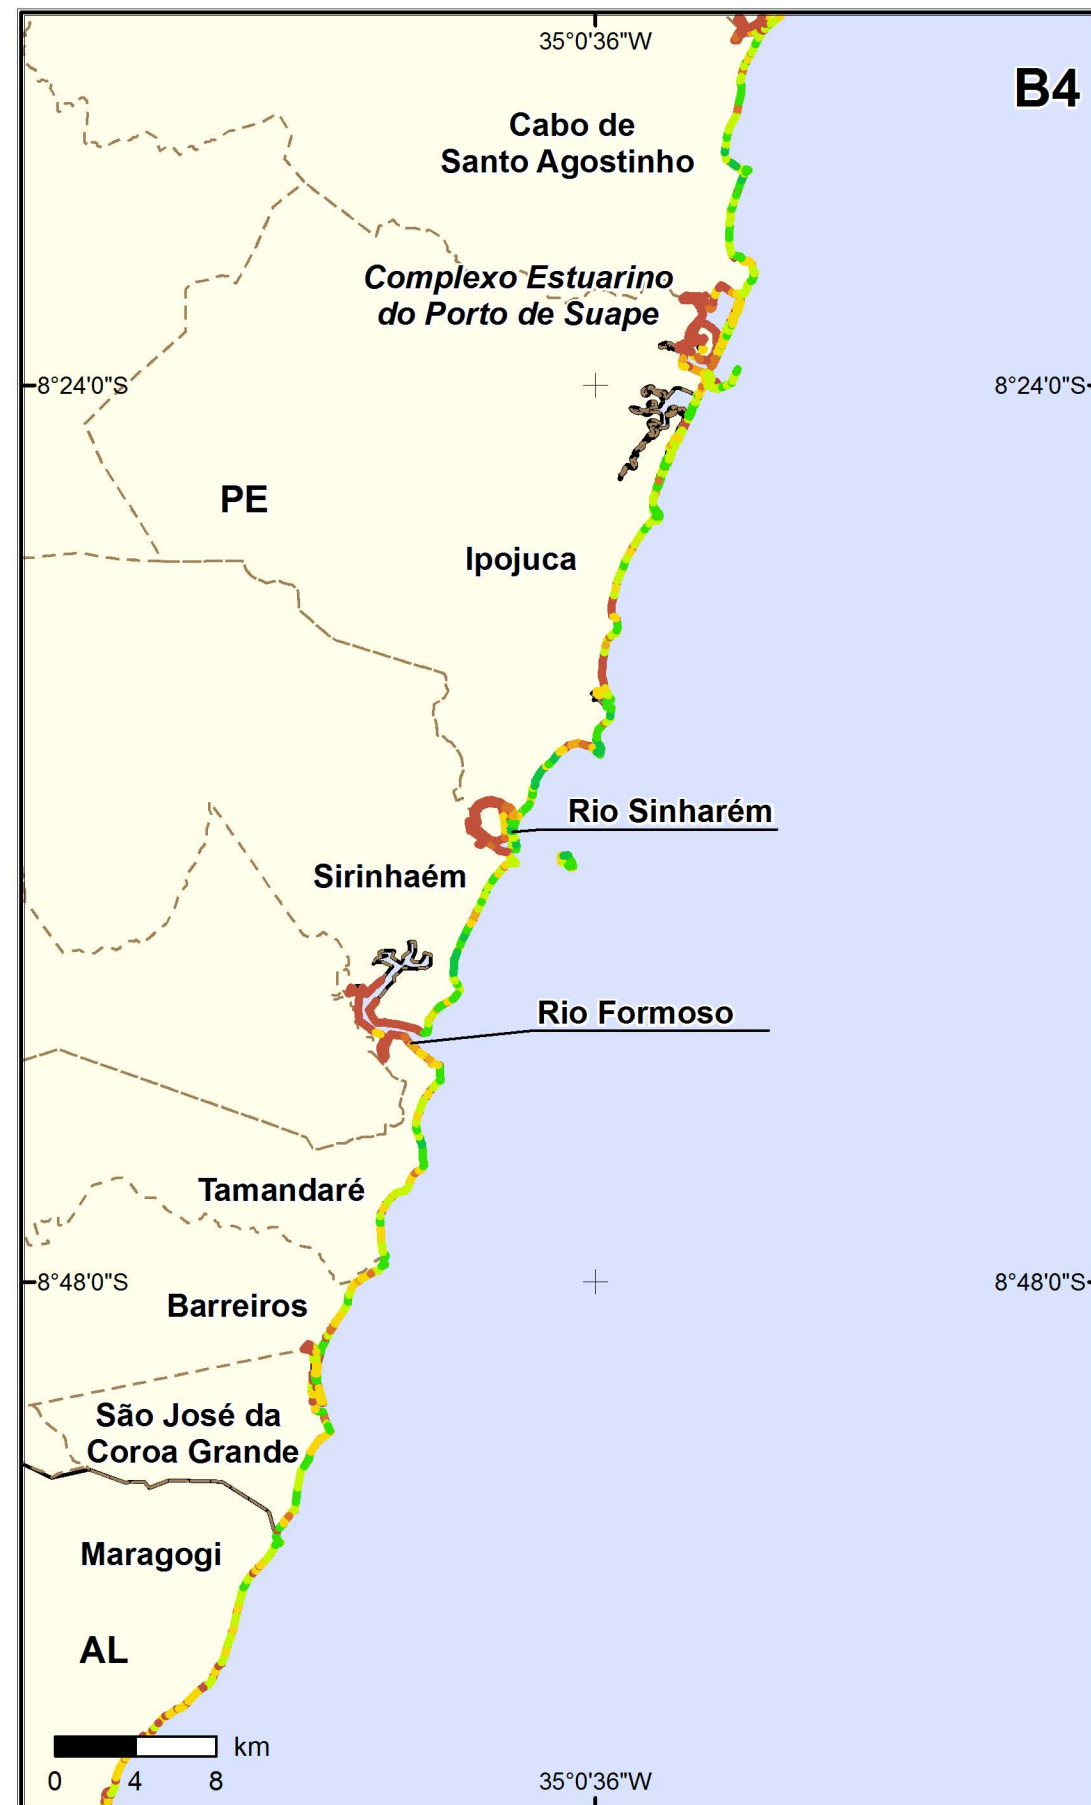 35°0'36"W
B4
Cabo de
Santo Agostinho
Complexo Estuarino
do Porto de Suape
8°24'0"S
8°24'0"S
PE
Ipojuca
Rio Sinharém
Sirinhaém
Rio Formoso
Tamandaré
8°48'0"S
8°48'0"S
Barreiros
São José da
Coroa Grande
Maragogi
AL
km
0 4 8
35°0'36"W